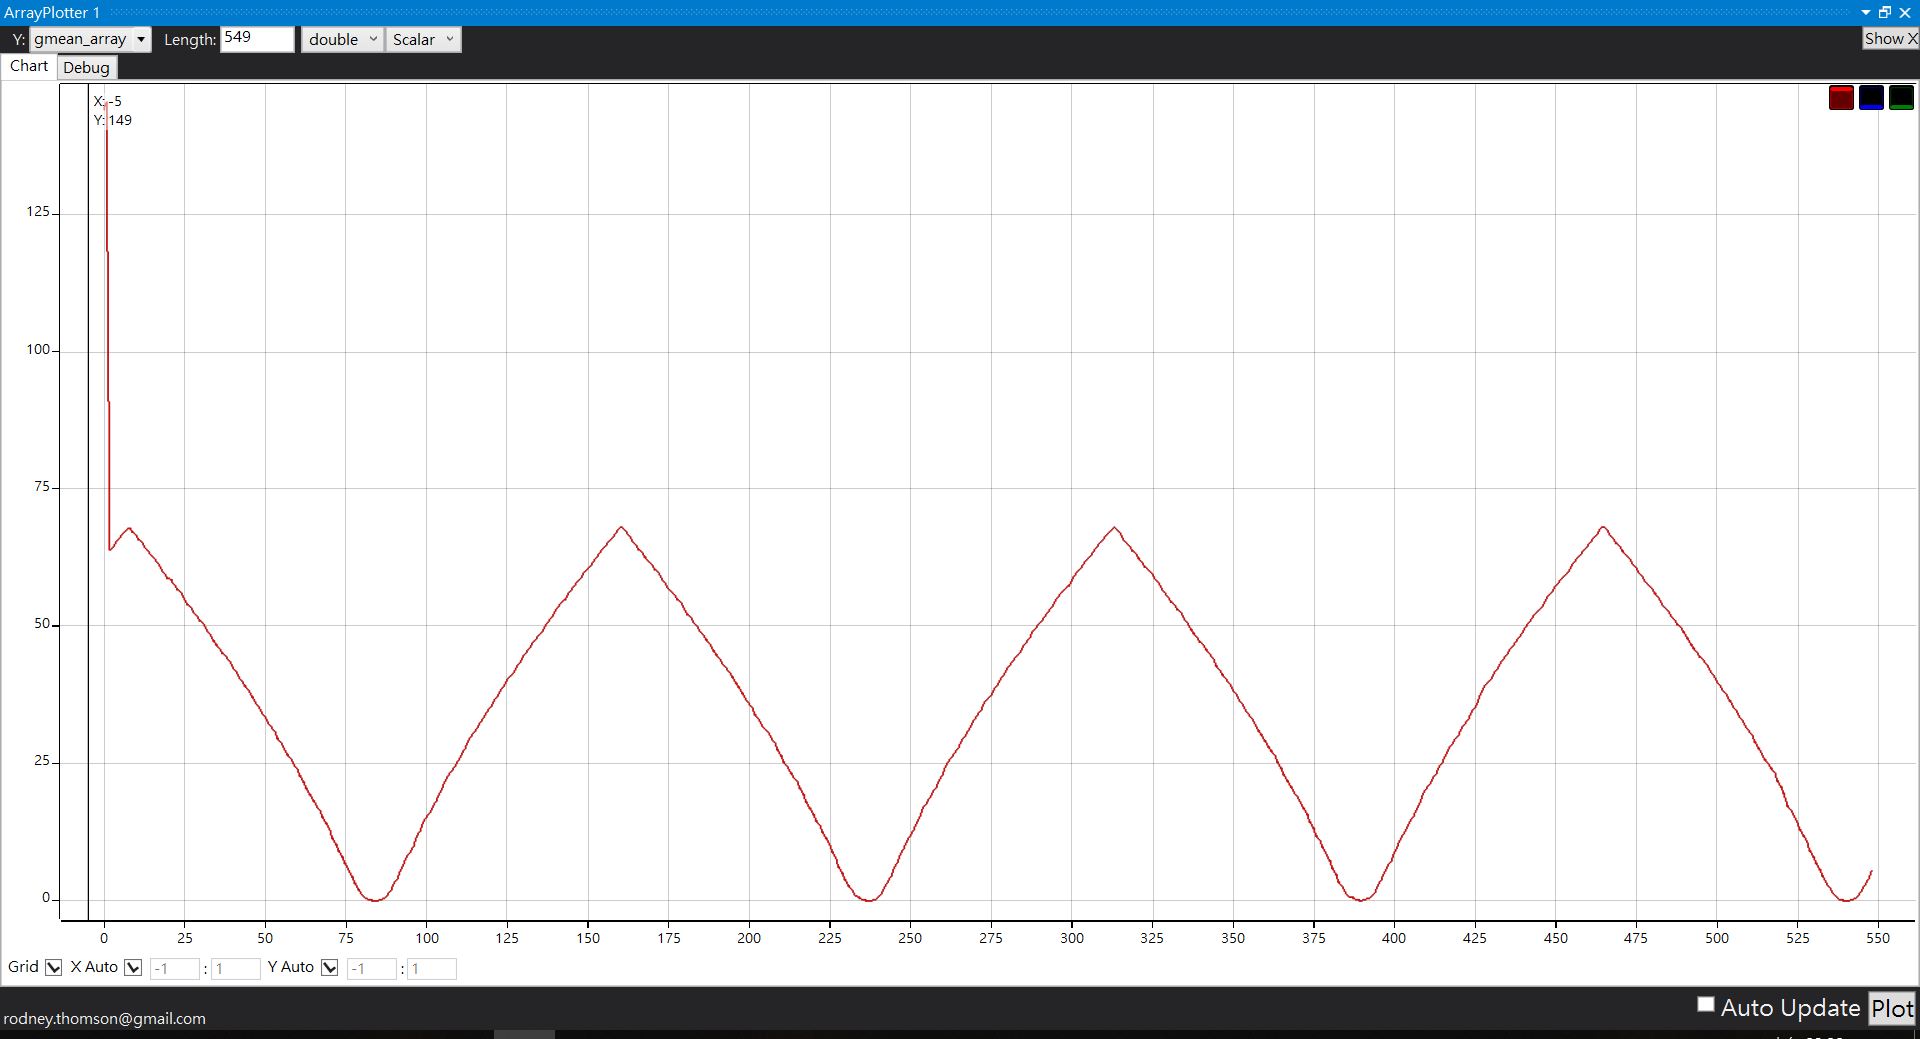 ArrayPlotter 1
Y: gmean_array Length: 549 double Scalar Show X
Chart Debug
X: -5
Y: 149
125
100
75
50
25
0
0 25 50 75 100 125 150 175 200 225 250 275 300 325 350 375 400 425 450 475 500 525 550
Grid X Auto -1 : 1 Y Auto -1 : 1
Auto Update Plot
rodney.thomson@gmail.com